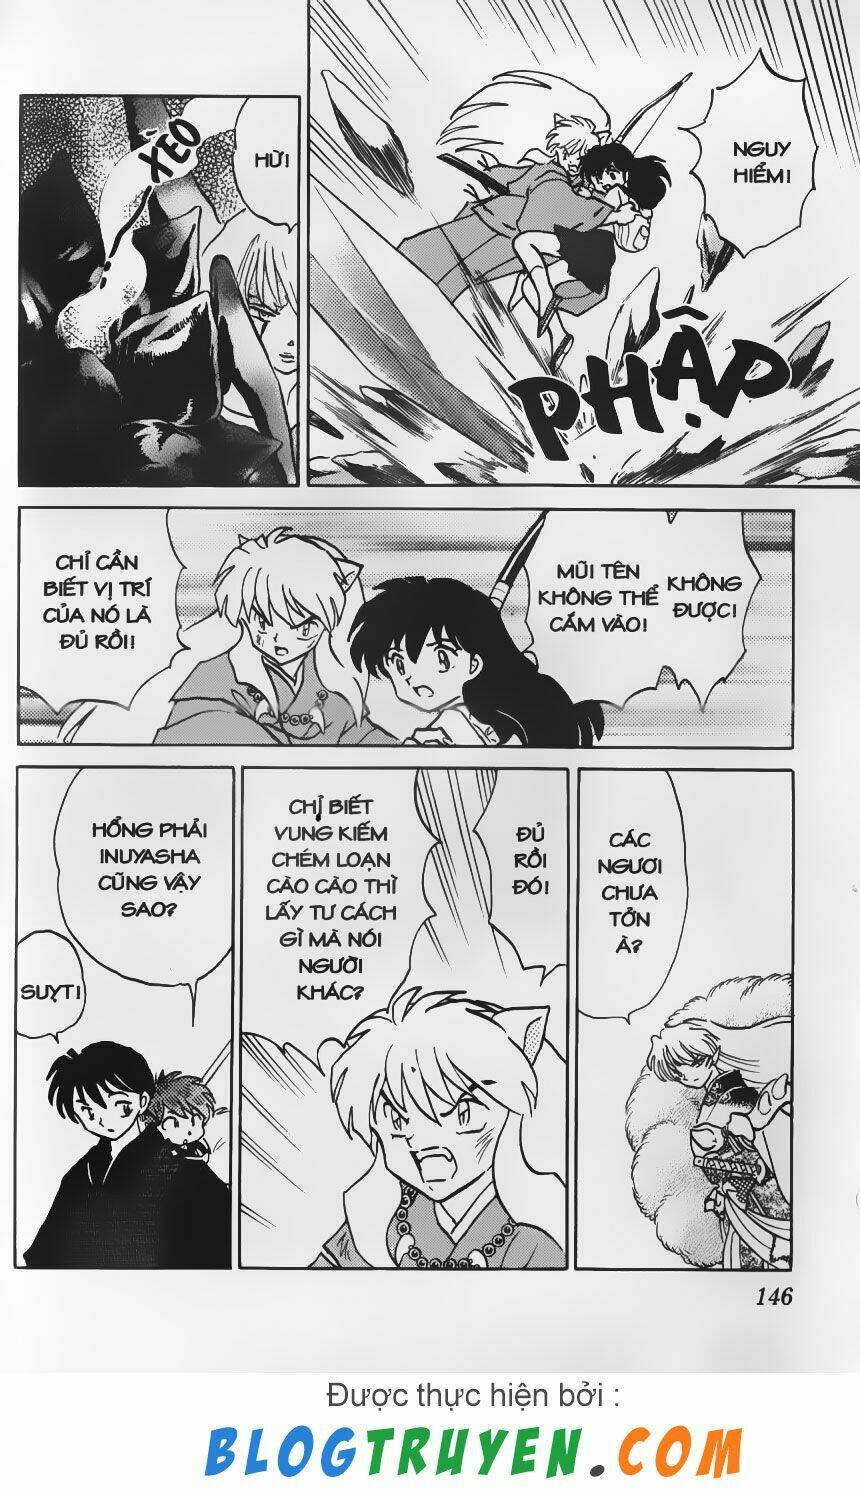 NGUY
HIỂM!
PHẬP
HỪ!
XÈO
KHÔNG
ĐƯỢC!
MŨI TÊN
KHÔNG THỂ
CẮM VÀO!
CHỈ CẦN
BIẾT VỊ TRÍ
CỦA NÓ LÀ
ĐỦ RỒI!
CÁC
NGƯƠI
CHƯA
TỞN
À?
ĐỦ
RỒI
ĐÓ!
CHỈ BIẾT
VUNG KIẾM
CHÉM LOẠN
CÀO CÀO THÌ
LẤY TƯ CÁCH
GÌ MÀ NÓI
NGƯỜI
KHÁC?
HỔNG PHẢI
INUYASHA
CŨNG VẬY
SAO?
SUỴT!
146
Được thực hiện bởi :
BLOGTRUYEN.COM